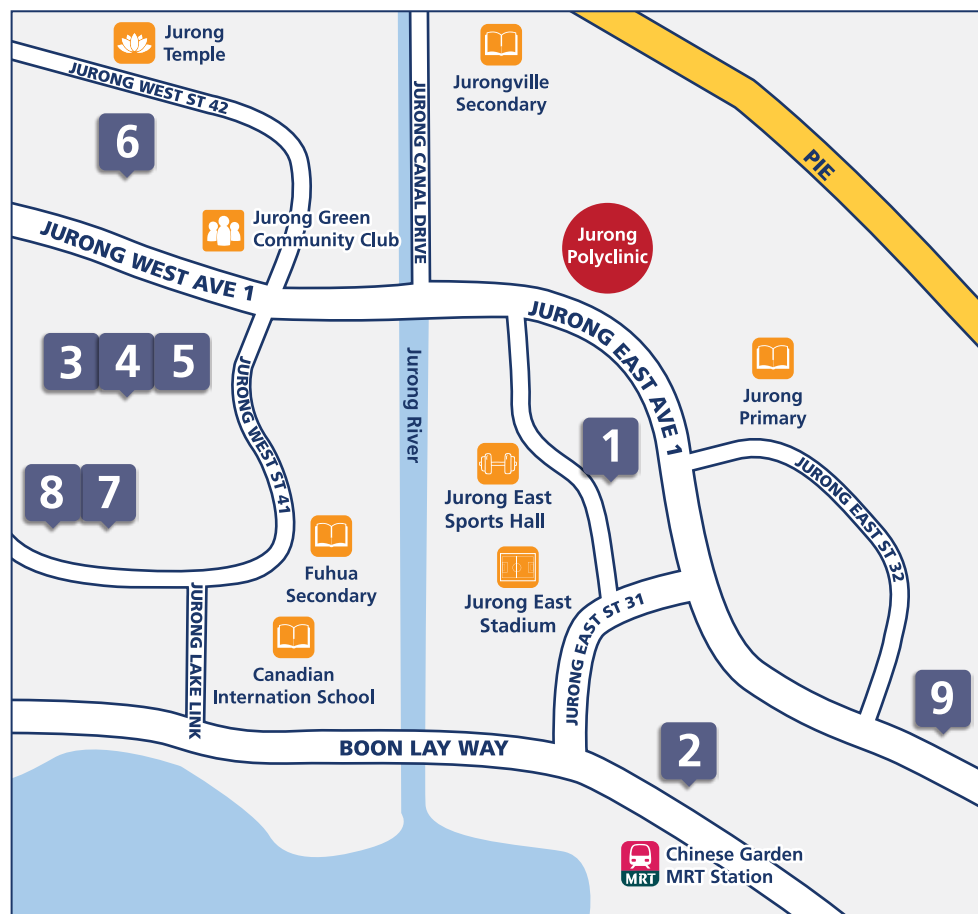 Jurong
Temple
JURONG WEST ST 42
6
JURONG CANAL DRIVE
Jurongville
Secondary
PIE
Jurong Green
Community Club
JURONG WEST AVE 1
Jurong
Polyclinic
JURONG EAST AVE 1
3
4
5
JURONG WEST ST 41
Jurong River
Jurong
Primary
1
8
7
Jurong East
Sports Hall
JURONG EAST ST 32
Fuhua
Secondary
Jurong East
Stadium
JURONG EAST ST 31
JURONG LAKE LINK
Canadian
Internation School
9
BOON LAY WAY
2
MRT
Chinese Garden
MRT Station